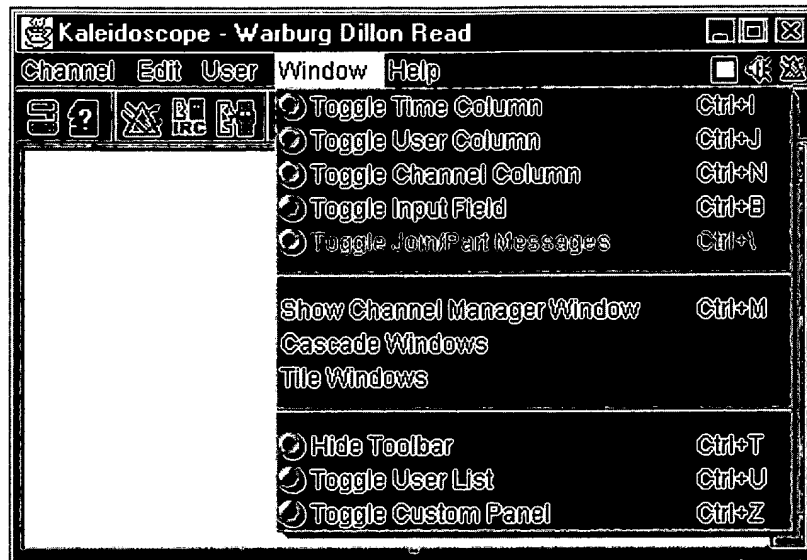 Kaleidoscope - Warburg Dillon Read
Channel Edit User Window Help
IRC
Toggle Time Column Ctrl+I
Toggle User Column Ctrl+J
Toggle Channel Column Ctrl+N
Toggle Input Field Ctrl+B
Toggle Join/Part Messages Ctrl+\
Show Channel Manager Window Ctrl+M
Cascade Windows
Tile Windows
Hide Toolbar Ctrl+T
Toggle User List Ctrl+U
Toggle Custom Panel Ctrl+Z